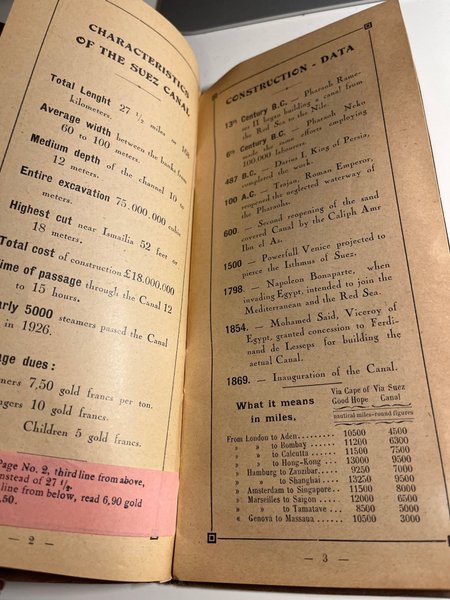 CHARACTERISTICS
OF THE SUEZ CANAL
Total Lenght 27 1/2 miles = 168
kilometers.
Average width between the banks from
60 to 100 meters.
Medium depth of the channel 10 to
12 meters.
Entire excavation 75.000.000 cubic
meters.
Highest cut near Ismailia 52 feet or
18 meters.
Total cost of construction £18.000.000
ime of passage through the Canal 12
to 15 hours.
arly 5000 steamers passed the Canal
in 1926.
age dues:
ners 7,50 gold francs per ton.
agers 10 gold francs.
Children 5 gold francs.
Page No. 2, third line from above,
instead of 27 1/2.
line from below, read 6,90 gold
,50.
— 2 —
CONSTRUCTION - DATA
13th Century B.C. — Pharaoh Rame-
ses II began building a canal from
the Red Sea to the Nile.
6th Century B.C. — Pharaoh Neko
made the same efforts employing
100.000 labourers.
487 B.C. — Darius I, King of Persia,
completed the work.
100 A.C. — Trajan, Roman Emperor,
reopened the neglected waterway of
the Pharaohs.
600. — Second reopening of the sand
covered Canal by the Caliph Amr
Ibn el As.
1500 — Powerfull Venice projected to
pierce the Isthmus of Suez.
1798. — Napoleon Bonaparte, when
invading Egypt, intended to join the
Mediterranean and the Red Sea.
1854. — Mohamed Said, Viceroy of
Egypt, granted concession to Ferdi-
nand de Lesseps for building the
actual Canal.
1869. — Inauguration of the Canal.
What it means in miles. Via Cape of Good Hope Via Suez Canal
nautical miles-round figures
From London to Aden 10500 4500
» » to Bombay 11200 6300
» » to Calcutta 11500 7500
» » to Hong-Kong 13000 9500
» Hamburg to Zanzibar 9250 7000
» » to Shanghai 13250 9500
» Amsterdam to Singapore 11500 8000
» Marseilles to Saigon 12000 6500
» » to Tamatave 8500 5000
« Genova to Massaua 10500 3000
— 3 —